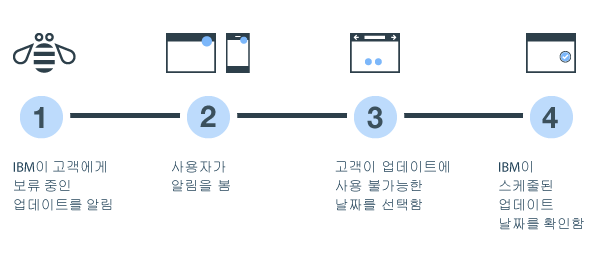 1
2
3
4
IBM이 고객에게
보류 중인
업데이트를 알림
사용자가
알림을 봄
고객이 업데이트에
사용 불가능한
날짜를 선택함
IBM이
스케줄된
업데이트
날짜를 확인함